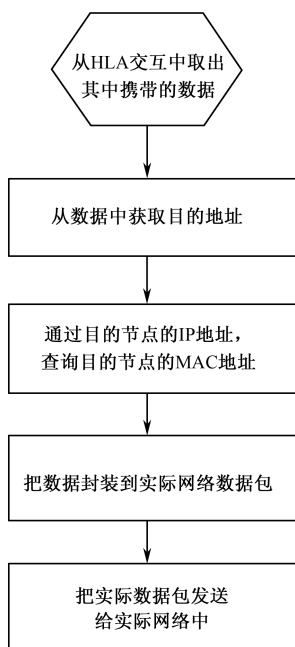 从HLA交互中取出
其中携带的数据
从数据中获取目的地址
通过目的节点的IP地址，
查询目的节点的MAC地址
把数据封装到实际网络数据包
把实际数据包发送
给实际网络中